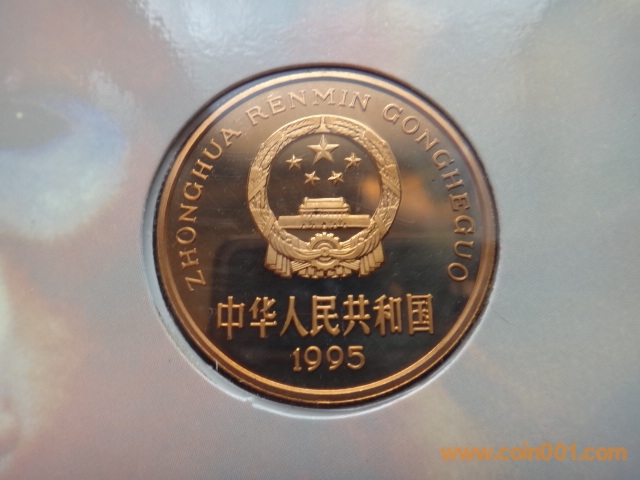 ZHONGHUA RENMIN GONGHEGUO
中华人民共和国
1995
www.coin001.com